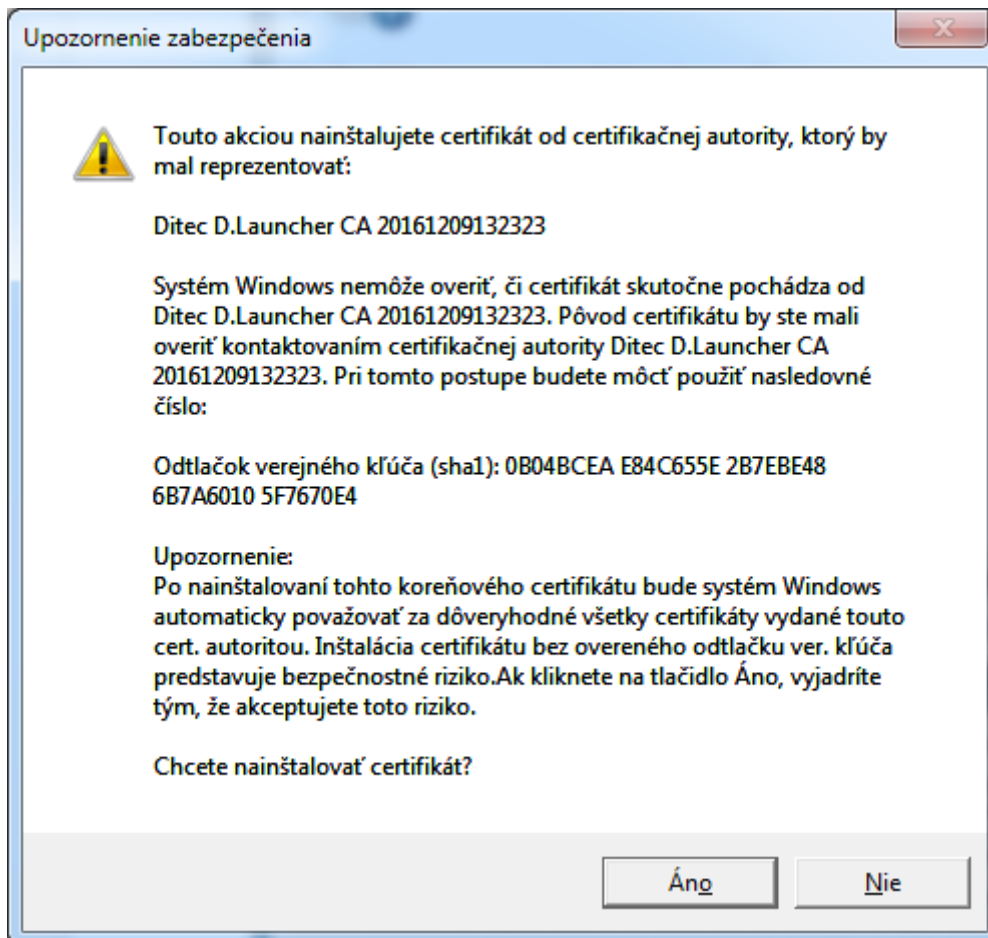 Upozornenie zabezpečenia
Touto akciou nainštalujete certifikát od certifikačnej autority, ktorý by
mal reprezentovať:
Ditec D.Launcher CA 20161209132323
Systém Windows nemôže overiť, či certifikát skutočne pochádza od
Ditec D.Launcher CA 20161209132323. Pôvod certifikátu by ste mali
overiť kontaktovaním certifikačnej autority Ditec D.Launcher CA
20161209132323. Pri tomto postupe budete môcť použiť nasledovné
číslo:
Odtlačok verejného kľúča (sha1): 0B04BCEA E84C655E 2B7EBE48
6B7A6010 5F7670E4
Upozornenie:
Po nainštalovaní tohto koreňového certifikátu bude systém Windows
automaticky považovať za dôveryhodné všetky certifikáty vydané touto
cert. autoritou. Inštalácia certifikátu bez overeného odtlačku ver. kľúča
predstavuje bezpečnostné riziko.Ak kliknete na tlačidlo Áno, vyjadríte
tým, že akceptujete toto riziko.
Chcete nainštalovať certifikát?
Áno
Nie